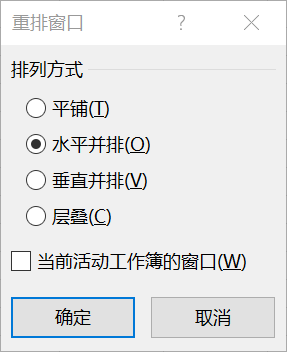 重排窗口 ?
排列方式
平铺(T)
水平并排(O)
垂直并排(V)
层叠(C)
当前活动工作簿的窗口(W)
确定 取消